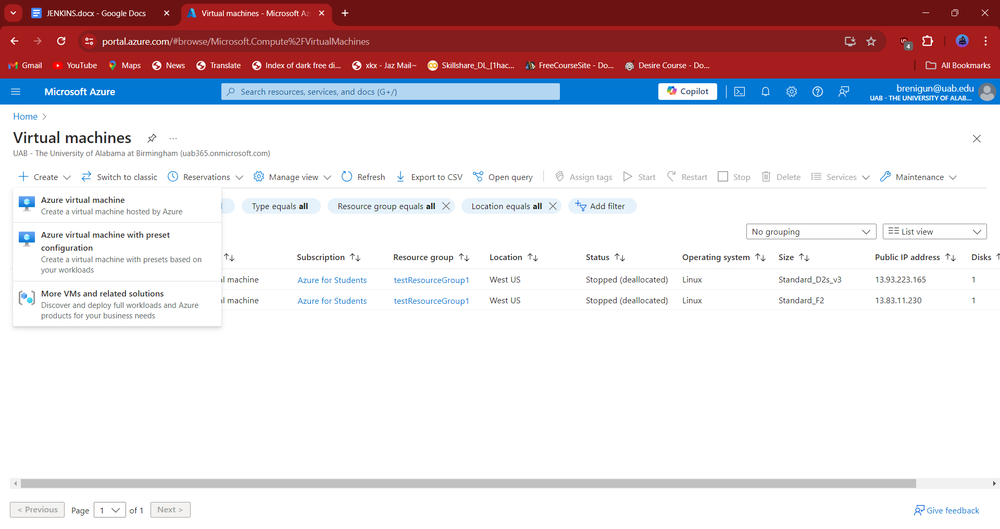 JENKINS.docx - Google Docs
Virtual machines - Microsoft Az
portal.azure.com/#browse/Microsoft.Compute%2FVirtualMachines
4
Gmail YouTube Maps News Translate Index of dark free di... xkx - Jaz Mail~ Skillshare_DL_[1hac... FreeCourseSite - Do... Desire Course - Do... All Bookmarks
Microsoft Azure
Search resources, services, and docs (G+/)
Copilot
brenigun@uab.edu
UAB - THE UNIVERSITY OF ALAB...
Home
Virtual machines
UAB - The University of Alabama at Birmingham (uab365.onmicrosoft.com)
Create Switch to classic Reservations Manage view Refresh Export to CSV Open query Assign tags Start Restart Stop Delete Services Maintenance
Azure virtual machine
Create a virtual machine hosted by Azure
Azure virtual machine with preset
configuration
Create a virtual machine with presets based on
your workloads
More VMs and related solutions
Discover and deploy full workloads and Azure
products for your business needs
Type equals all Resource group equals all Location equals all Add filter
No grouping List view
Subscription Resource group Location Status Operating system Size Public IP address Disks
machine Azure for Students testResourceGroup1 West US Stopped (deallocated) Linux Standard_D2s_v3 13.93.223.165 1
machine Azure for Students testResourceGroup1 West US Stopped (deallocated) Linux Standard_F2 13.83.11.230 1
< Previous Page 1 of 1 Next >
Give feedback